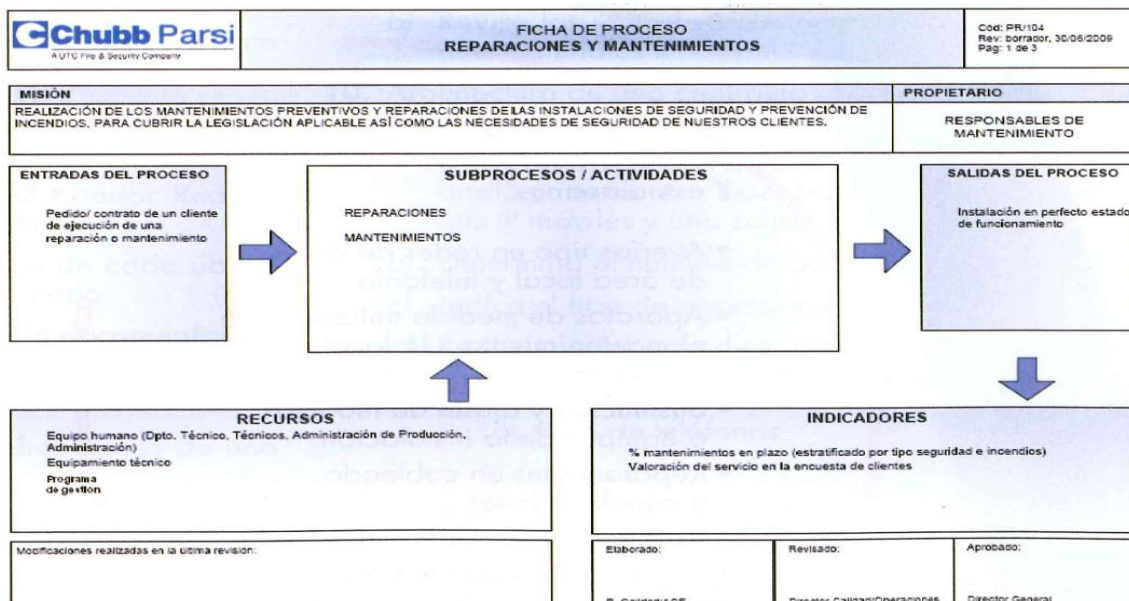 Chubb Parsi
A UTC Fire & Security Company
FICHA DE PROCESO
REPARACIONES Y MANTENIMIENTOS
Cód: PR/104
Rev: borrador, 30/06/2009
Pág: 1 de 3
MISIÓN
REALIZACIÓN DE LOS MANTENIMIENTOS PREVENTIVOS Y REPARACIONES DE LAS INSTALACIONES DE SEGURIDAD Y PREVENCIÓN DE
INCENDIOS, PARA CUBRIR LA LEGISLACIÓN APLICABLE ASÍ COMO LAS NECESIDADES DE SEGURIDAD DE NUESTROS CLIENTES.
PROPIETARIO
RESPONSABLES DE
MANTENIMIENTO
ENTRADAS DEL PROCESO
Pedido/ contrato de un cliente
de ejecución de una
reparación o mantenimiento
SUBPROCESOS / ACTIVIDADES
REPARACIONES
MANTENIMIENTOS
SALIDAS DEL PROCESO
Instalación en perfecto estado
de funcionamiento
RECURSOS
Equipo humano (Dpto. Técnico, Técnicos, Administración de Producción,
Administración)
Equipamiento técnico
Programa
de gestión
INDICADORES
% mantenimientos en plazo (estratificado por tipo seguridad e incendios)
Valoración del servicio en la encuesta de clientes
Modificaciones realizadas en la ultima revisión:
Elaborado:
Revisado:
Director Calidad/Operaciones
Aprobado:
Director General